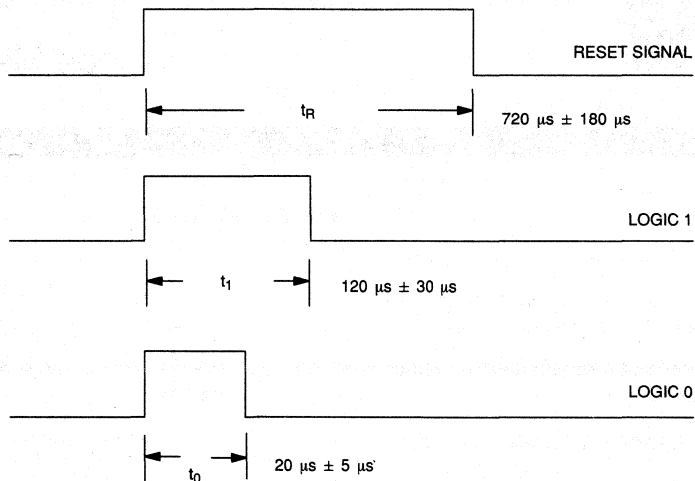 RESET SIGNAL
tR
720 µs ± 180 µs
LOGIC 1
t1
120 µs ± 30 µs
LOGIC 0
t0
20 µs ± 5 µs